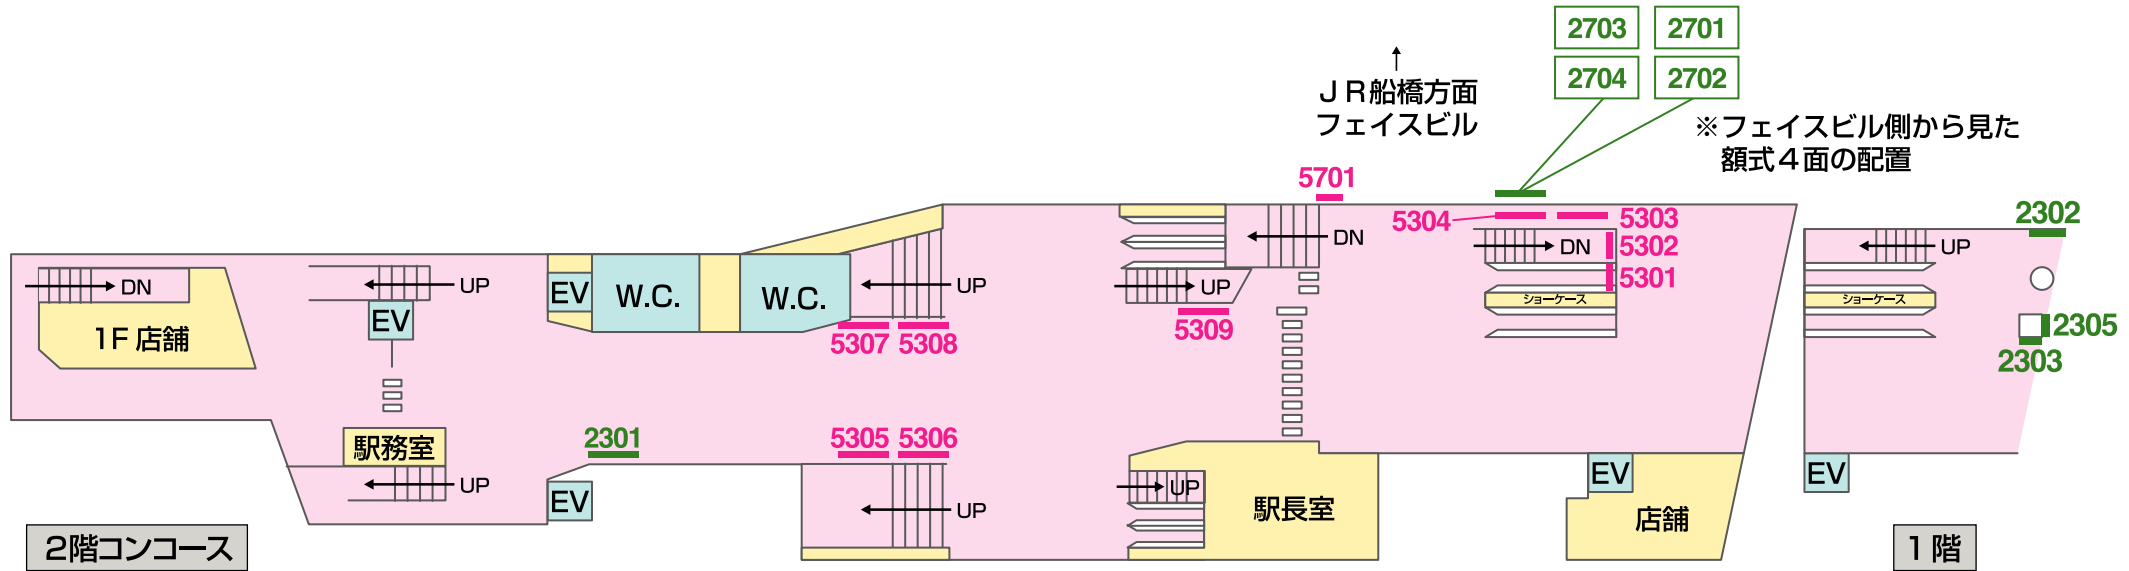 2703 2701
2704 2702
JR船橋方面
フェイスビル
※フェイスビル側から見た
額式4面の配置
5701
5304
5303
5302
5301
2302
2305
2303
DN
UP
EV
W.C.
W.C.
UP
UP
DN
DN
UP
1F店舗
EV
ショーケース
ショーケース
5307 5308
5309
2301
5305 5306
駅務室
UP
EV
UP
UP
駅長室
EV
店舗
EV
2階コンコース
1階